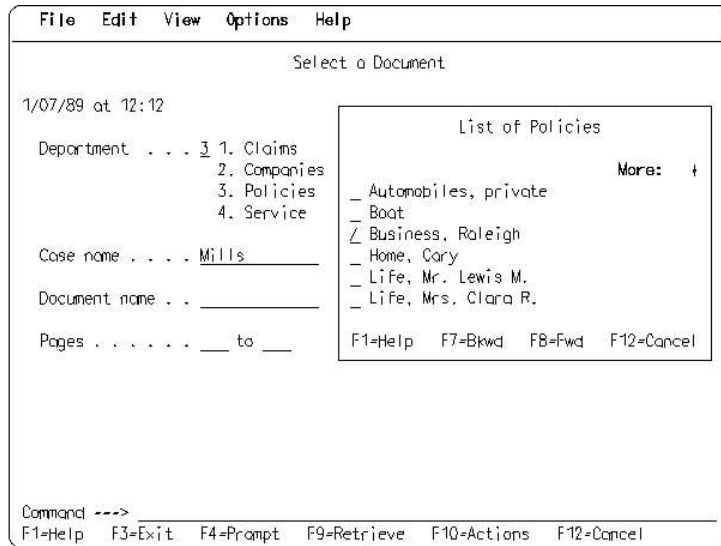 File Edit View Options Help
Select a Document
1/07/89 at 12:12
Department . . . 3 1. Claims
2. Companies
3. Policies
4. Service
Case name . . . . Mills
Document name . . ____________
Pages . . . . . . ___ to ___
List of Policies
More: ↓
_ Automobiles, private
_ Boat
/ Business, Raleigh
_ Home, Cary
_ Life, Mr. Lewis M.
_ Life, Mrs. Clara R.
F1=Help F7=Bkwd F8=Fwd F12=Cancel
Command --->
F1=Help F3=Exit F4=Prompt F9=Retrieve F10=Actions F12=Cancel